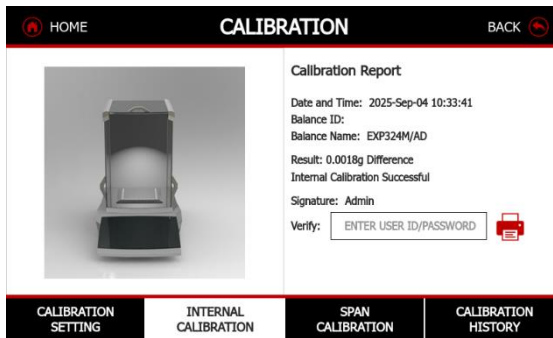 HOME
CALIBRATION
BACK
Calibration Report
Date and Time: 2025-Sep-04 10:33:41
Balance ID:
Balance Name: EXP324M/AD
Result: 0.0018g Difference
Internal Calibration Successful
Signature: Admin
Verify: ENTER USER ID/PASSWORD
CALIBRATION
SETTING
INTERNAL
CALIBRATION
SPAN
CALIBRATION
CALIBRATION
HISTORY